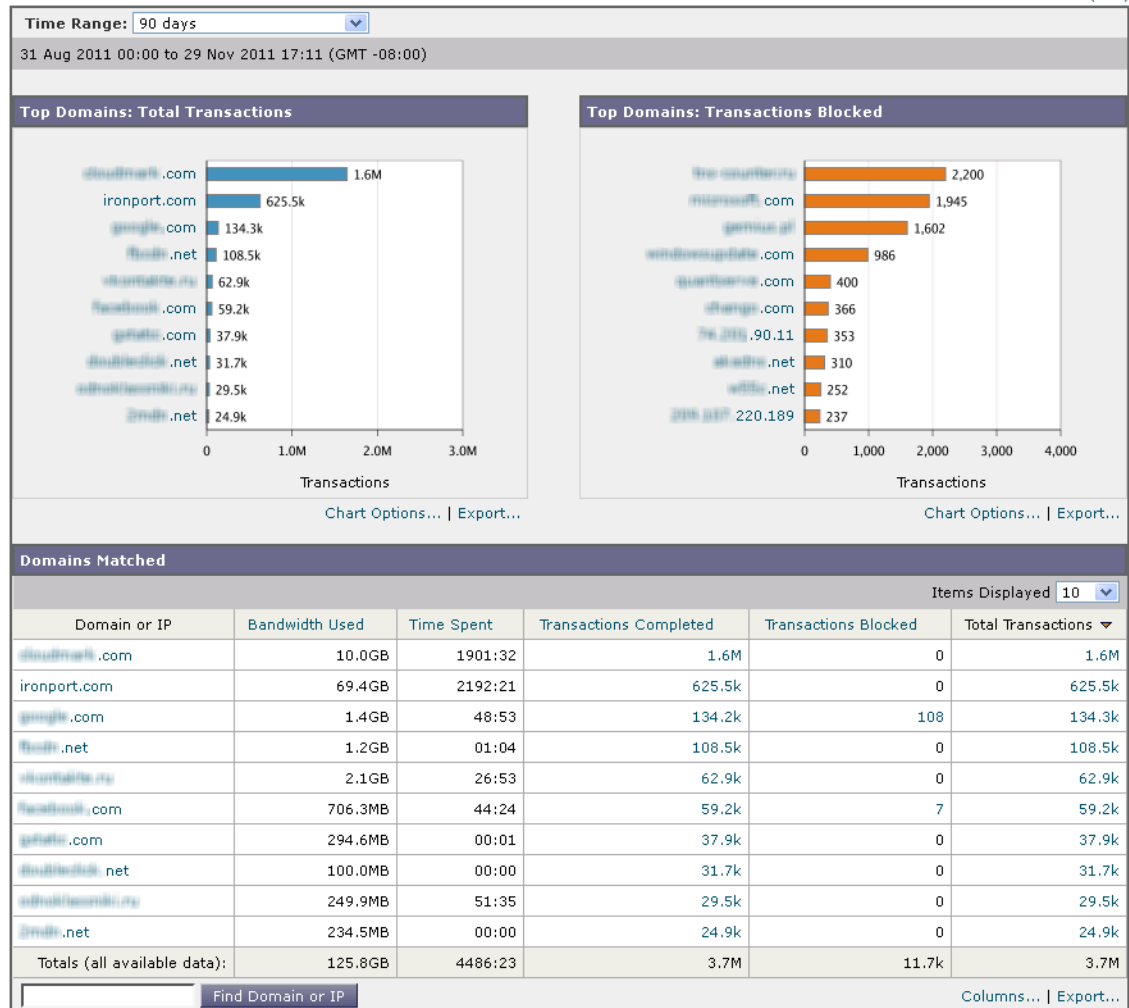 Time Range: 90 days
31 Aug 2011 00:00 to 29 Nov 2011 17:11 (GMT -08:00)
Top Domains: Total Transactions
.com 1.6M
ironport.com 625.5k
.com 134.3k
.net 108.5k
62.9k
.com 59.2k
.com 37.9k
.net 31.7k
29.5k
.net 24.9k
0 1.0M 2.0M 3.0M
Transactions
Chart Options... | Export...
Top Domains: Transactions Blocked
2,200
.com 1,945
1,602
.com 986
.com 400
.com 366
.90.11 353
.net 310
.net 252
220.189 237
0 1,000 2,000 3,000 4,000
Transactions
Chart Options... | Export...
Domains Matched
Items Displayed 10
Domain or IP Bandwidth Used Time Spent Transactions Completed Transactions Blocked Total Transactions
.com 10.0GB 1901:32 1.6M 0 1.6M
ironport.com 69.4GB 2192:21 625.5k 0 625.5k
.com 1.4GB 48:53 134.2k 108 134.3k
.net 1.2GB 01:04 108.5k 0 108.5k
2.1GB 26:53 62.9k 0 62.9k
.com 706.3MB 44:24 59.2k 7 59.2k
.com 294.6MB 00:01 37.9k 0 37.9k
net 100.0MB 00:00 31.7k 0 31.7k
249.9MB 51:35 29.5k 0 29.5k
.net 234.5MB 00:00 24.9k 0 24.9k
Totals (all available data): 125.8GB 4486:23 3.7M 11.7k 3.7M
Find Domain or IP
Columns... | Export...